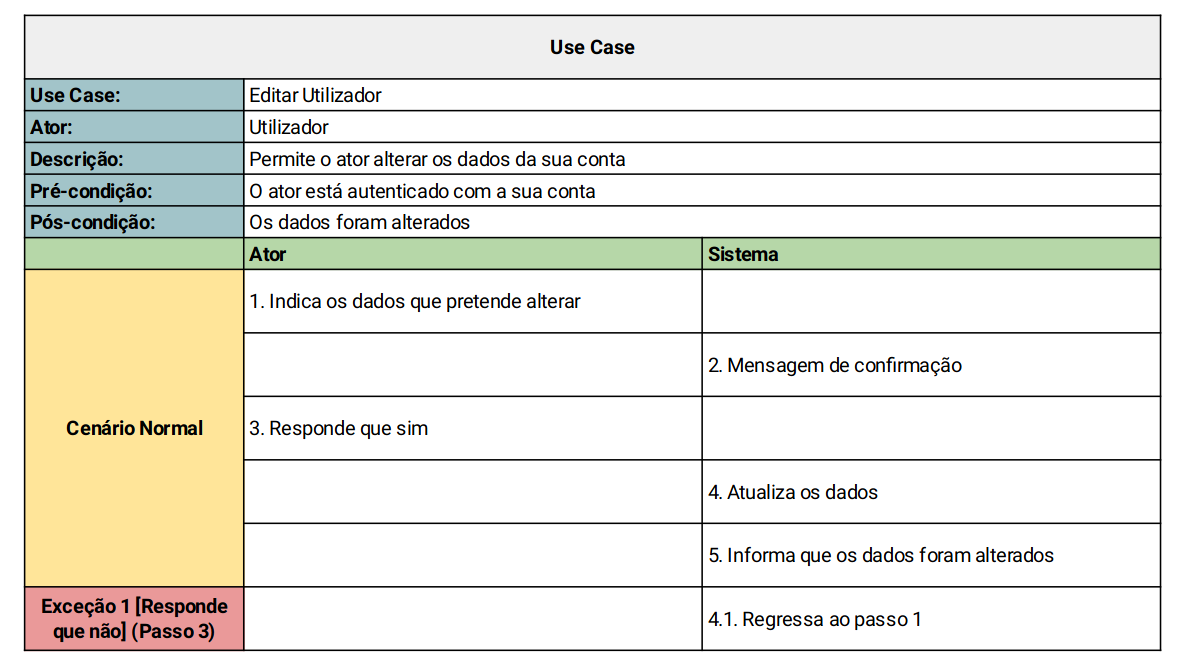 Use Case
Use Case: Editar Utilizador
Ator: Utilizador
Descrição: Permite o ator alterar os dados da sua conta
Pré-condição: O ator está autenticado com a sua conta
Pós-condição: Os dados foram alterados
Ator Sistema
1. Indica os dados que pretende alterar
2. Mensagem de confirmação
Cenário Normal 3. Responde que sim
4. Atualiza os dados
5. Informa que os dados foram alterados
Exceção 1 [Responde
que não] (Passo 3)
4.1. Regressa ao passo 1